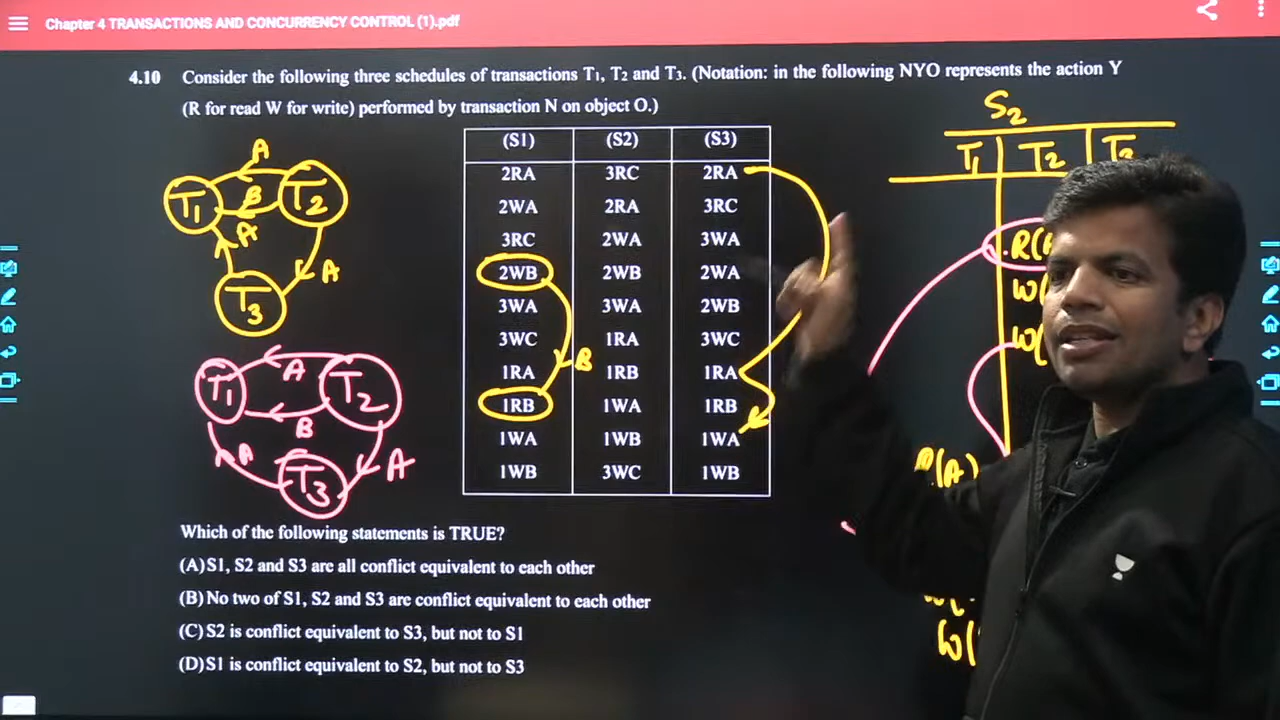 Chapter 4 TRANSACTIONS AND CONCURRENCY CONTROL (1).pdf
4.10 Consider the following three schedules of transactions T1, T2 and T3. (Notation: in the following NYO represents the action Y
(R for read W for write) performed by transaction N on object O.)
S2
T1 T2 T3
(S1) (S2) (S3)
2RA 3RC 2RA
2WA 2RA 3RC
3RC 2WA 3WA
2WB 2WB 2WA
3WA 3WA 2WB
3WC 1RA 3WC
1RA 1RB 1RA
1RB 1WA 1RB
1WA 1WB 1WA
1WB 3WC 1WB
B
A
T1 B T2
A A
T3
T1 A T2
B
A T3 A
R(
W(
W(
R(A)
W(
W(
Which of the following statements is TRUE?
(A) S1, S2 and S3 are all conflict equivalent to each other
(B) No two of S1, S2 and S3 are conflict equivalent to each other
(C) S2 is conflict equivalent to S3, but not to S1
(D) S1 is conflict equivalent to S2, but not to S3